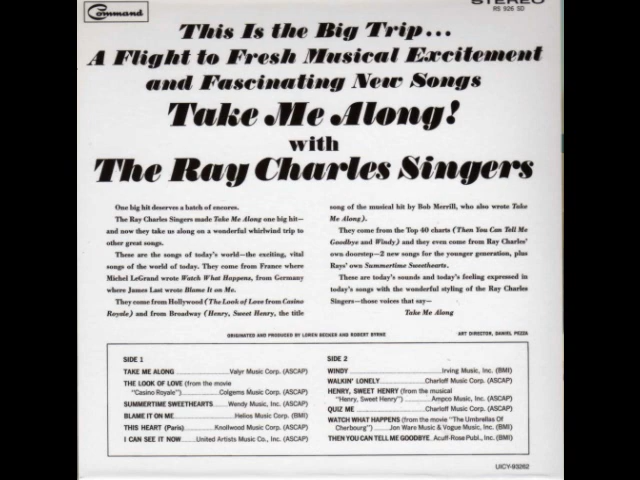 Command
STEREO
RS 926 SD
This Is the Big Trip...
A Flight to Fresh Musical Excitement
and Fascinating New Songs
Take Me Along!
with
The Ray Charles Singers
One big hit deserves a batch of encores.
The Ray Charles Singers made Take Me Along one big hit—
and now they take us along on a wonderful whirlwind trip to
other great songs.
These are the songs of today's world—the exciting, vital
songs of the world of today. They come from France where
Michel LeGrand wrote Watch What Happens, from Germany
where James Last wrote Blame It on Me.
They come from Hollywood (The Look of Love from Casino
Royale) and from Broadway (Henry, Sweet Henry, the title
song of the musical hit by Bob Merrill, who also wrote Take
Me Along).
They come from the Top 40 charts (Then You Can Tell Me
Goodbye and Windy) and they even come from Ray Charles'
own doorstep—2 new songs for the younger generation, plus
Rays' own Summertime Sweethearts.
These are today's sounds and today's feeling expressed in
today's songs with the wonderful styling of the Ray Charles
Singers—those voices that say—
Take Me Along
ORIGINATED AND PRODUCED BY LOREN BECKER AND ROBERT BYRNE
ART DIRECTOR, DANIEL PEZZA
SIDE 1
TAKE ME ALONG Valyr Music Corp. (ASCAP)
THE LOOK OF LOVE (from the movie
"Casino Royale") Colgems Music Corp. (ASCAP)
SUMMERTIME SWEETHEARTS Wendy Music, Inc. (ASCAP)
BLAME IT ON ME Helios Music Corp. (BMI)
THIS HEART (Paris) Knollwood Music Corp. (ASCAP)
I CAN SEE IT NOW United Artists Music Co., Inc. (ASCAP)
SIDE 2
WINDY Irving Music, Inc. (BMI)
WALKIN' LONELY Charloff Music Corp. (ASCAP)
HENRY, SWEET HENRY (from the musical
"Henry, Sweet Henry") Ampco Music, Inc. (ASCAP)
QUIZ ME Charloff Music Corp. (ASCAP)
WATCH WHAT HAPPENS (from the movie "The Umbrellas Of
Cherbourg") Jon Ware Music & Vogue Music, Inc. (BMI)
THEN YOU CAN TELL ME GOODBYE Acuff-Rose Publ., Inc. (BMI)
UICY-93262